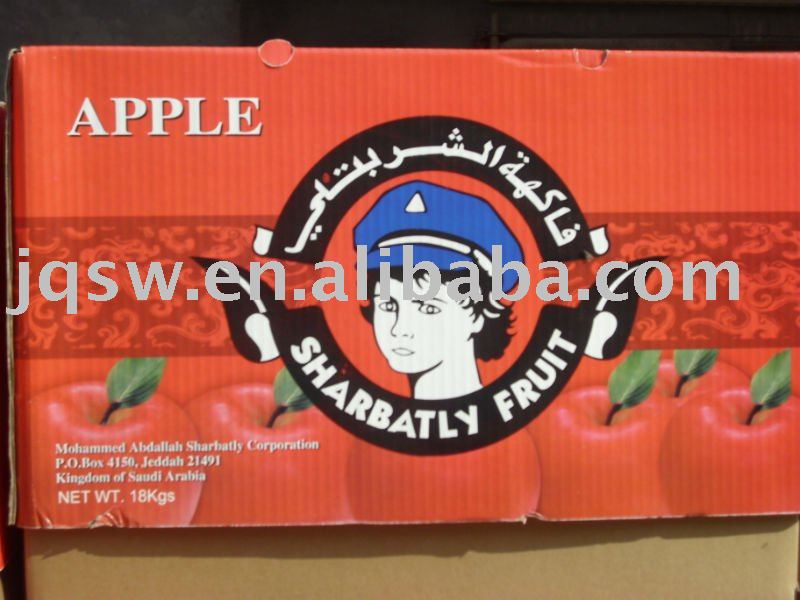 APPLE
فاكهة الشربتلي
jqsw.en.alibaba.com
SHARBATLY FRUIT
Mohammed Abdallah Sharbatly Corporation
P.O.Box 4150, Jeddah 21491
Kingdom of Saudi Arabia
NET WT. 18Kgs